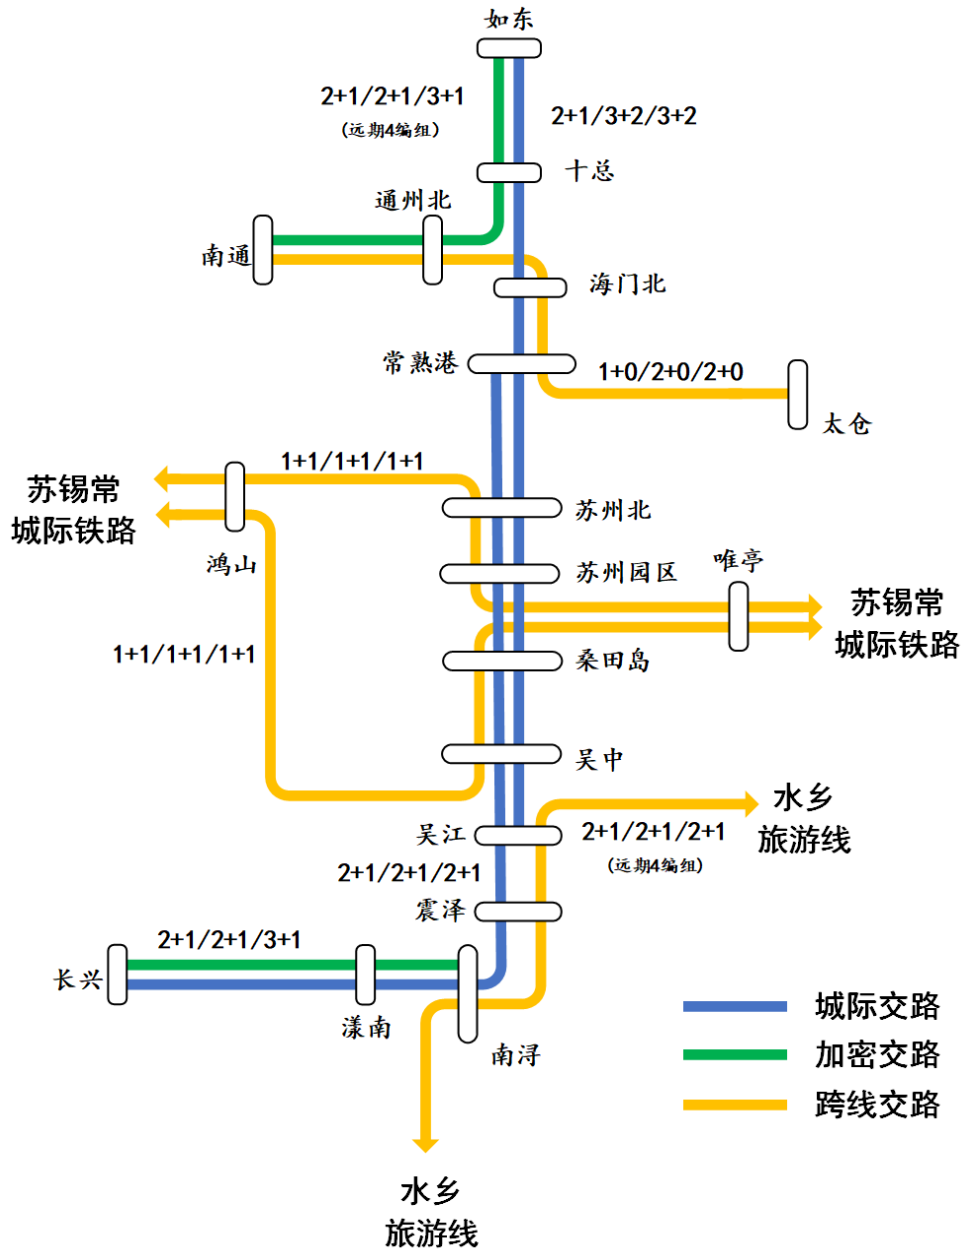 如东
2+1/2+1/3+1
(远期4编组)
2+1/3+2/3+2
十总
通州北
南通
海门北
常熟港
1+0/2+0/2+0
太仓
1+1/1+1/1+1
苏锡常
城际铁路
苏州北
鸿山
苏州园区
唯亭
苏锡常
城际铁路
1+1/1+1/1+1
桑田岛
吴中
水乡
旅游线
吴江
2+1/2+1/2+1
(远期4编组)
2+1/2+1/2+1
震泽
2+1/2+1/3+1
长兴
漾南
南浔
城际交路
加密交路
跨线交路
水乡
旅游线